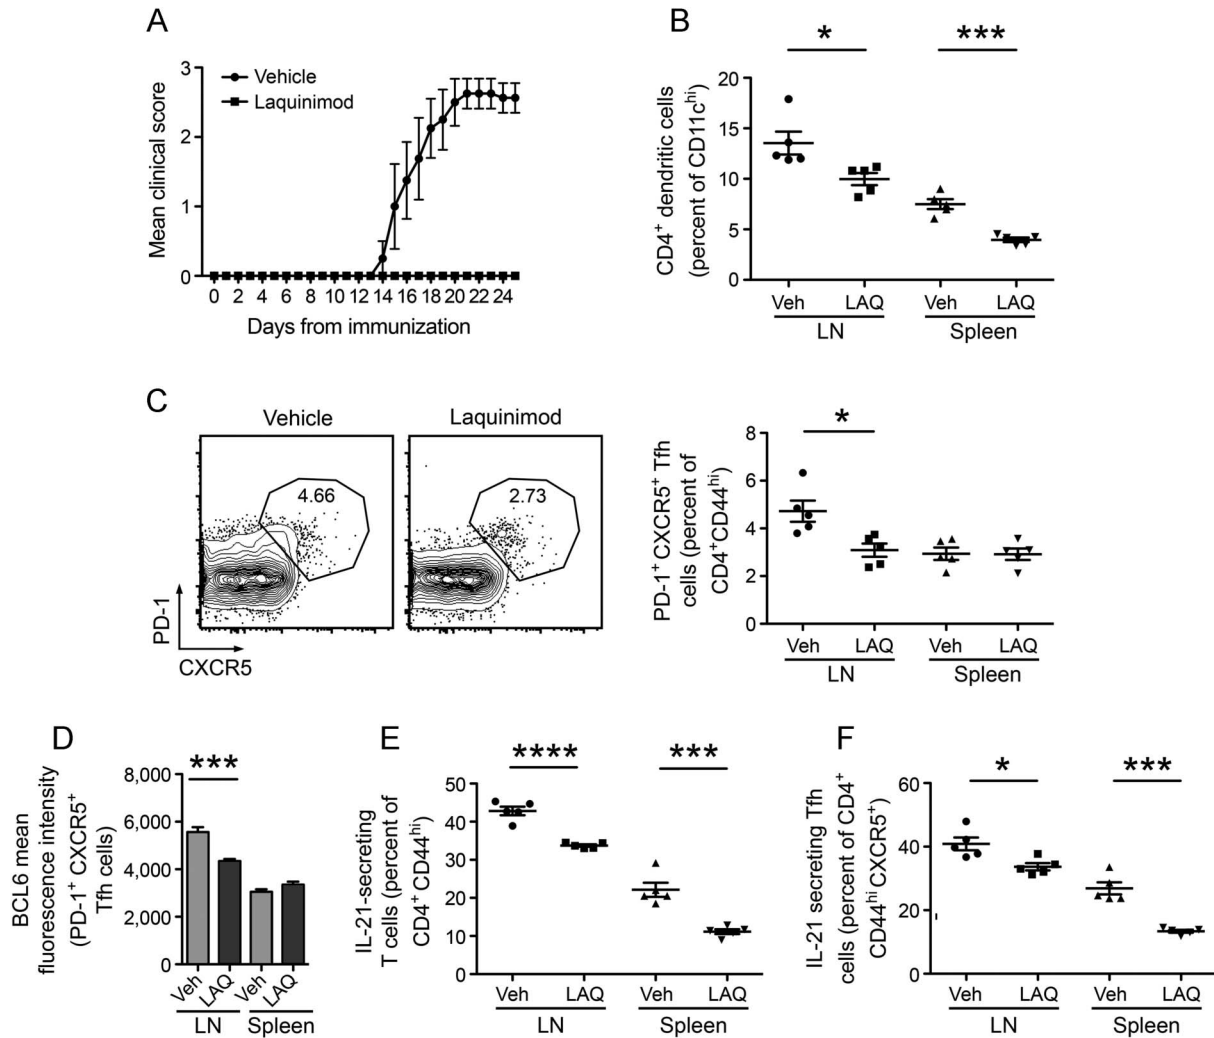 A
Mean clinical score
3
2
1
0
Vehicle
Laquinimod
0 2 4 6 8 10 12 14 16 18 20 22 24
Days from immunization
B
CD4+ dendritic cells
(percent of CD11chi)
20
15
10
5
0
* ***
Veh LAQ Veh LAQ
LN Spleen
C
Vehicle Laquinimod
4.66 2.73
PD-1
CXCR5
PD-1+ CXCR5+ Tfh
cells (percent of
CD4+CD44hi)
8
6
4
2
0
*
Veh LAQ Veh LAQ
LN Spleen
D
BCL6 mean
fluorescence intensity
(PD-1+ CXCR5+
Tfh cells)
8,000
6,000
4,000
2,000
0
***
Veh LAQ Veh LAQ
LN Spleen
E
IL-21-secreting
T cells (percent of
CD4+ CD44hi)
50
40
30
20
10
0
**** ***
Veh LAQ Veh LAQ
LN Spleen
F
IL-21 secreting Tfh
cells (percent of CD4+
CD44hi CXCR5+)
60
40
20
0
* ***
Veh LAQ Veh LAQ
LN Spleen